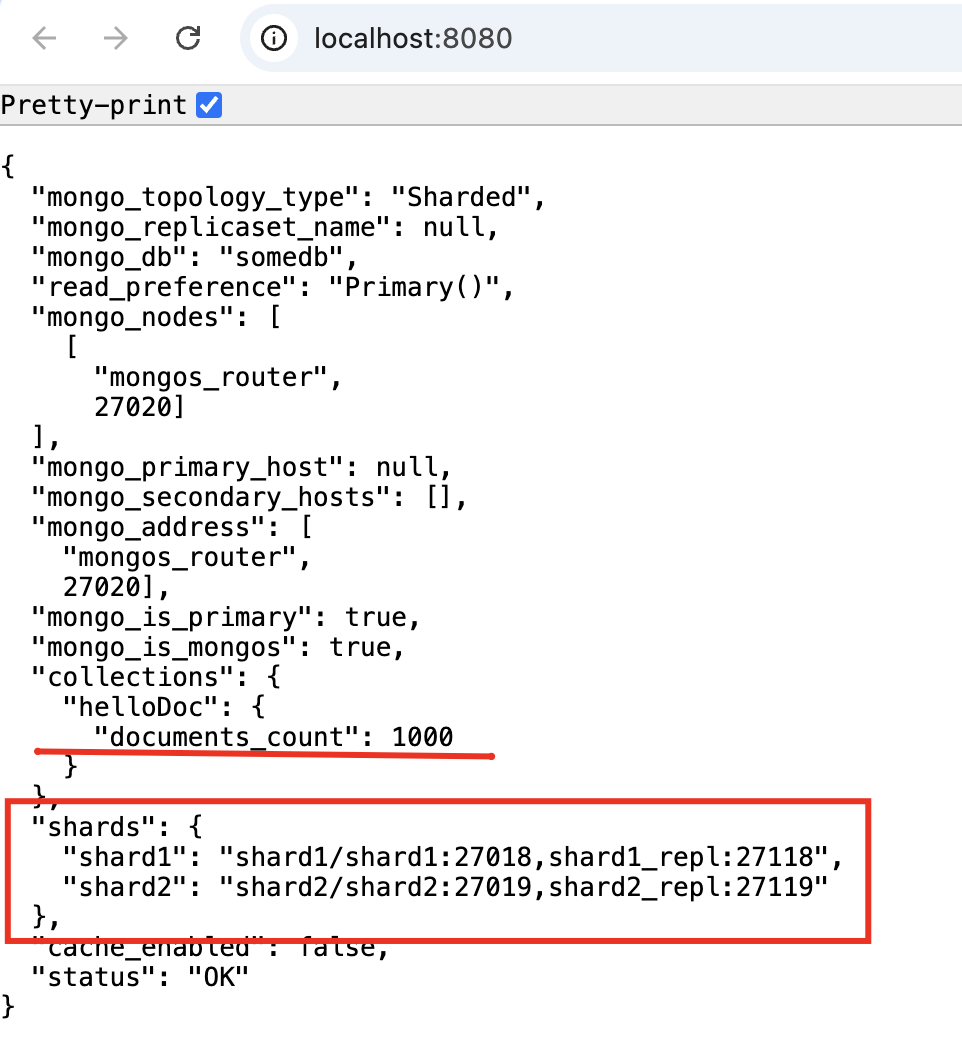 localhost:8080
Pretty-print
{
  "mongo_topology_type": "Sharded",
  "mongo_replicaset_name": null,
  "mongo_db": "somedb",
  "read_preference": "Primary()",
  "mongo_nodes": [
    [
      "mongos_router",
      27020]
  ],
  "mongo_primary_host": null,
  "mongo_secondary_hosts": [],
  "mongo_address": [
    "mongos_router",
    27020],
  "mongo_is_primary": true,
  "mongo_is_mongos": true,
  "collections": {
    "helloDoc": {
      "documents_count": 1000
    }
  },
  "shards": {
    "shard1": "shard1/shard1:27018,shard1_repl:27118",
    "shard2": "shard2/shard2:27019,shard2_repl:27119"
  },
  "cache_enabled": false,
  "status": "OK"
}